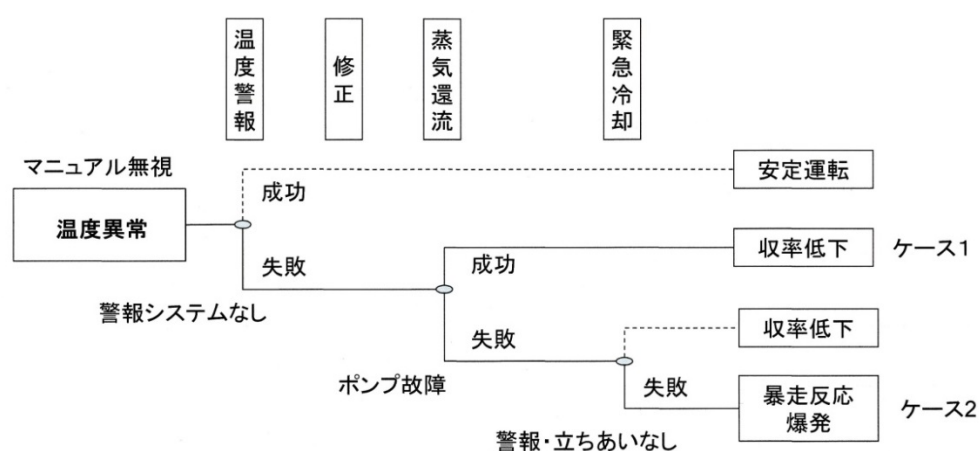 温度警報
修正
蒸気還流
緊急冷却
マニュアル無視
温度異常
成功
安定運転
失敗
警報システムなし
成功
収率低下
ケース1
失敗
ポンプ故障
収率低下
失敗
暴走反応
爆発
ケース2
警報・立ちあいなし